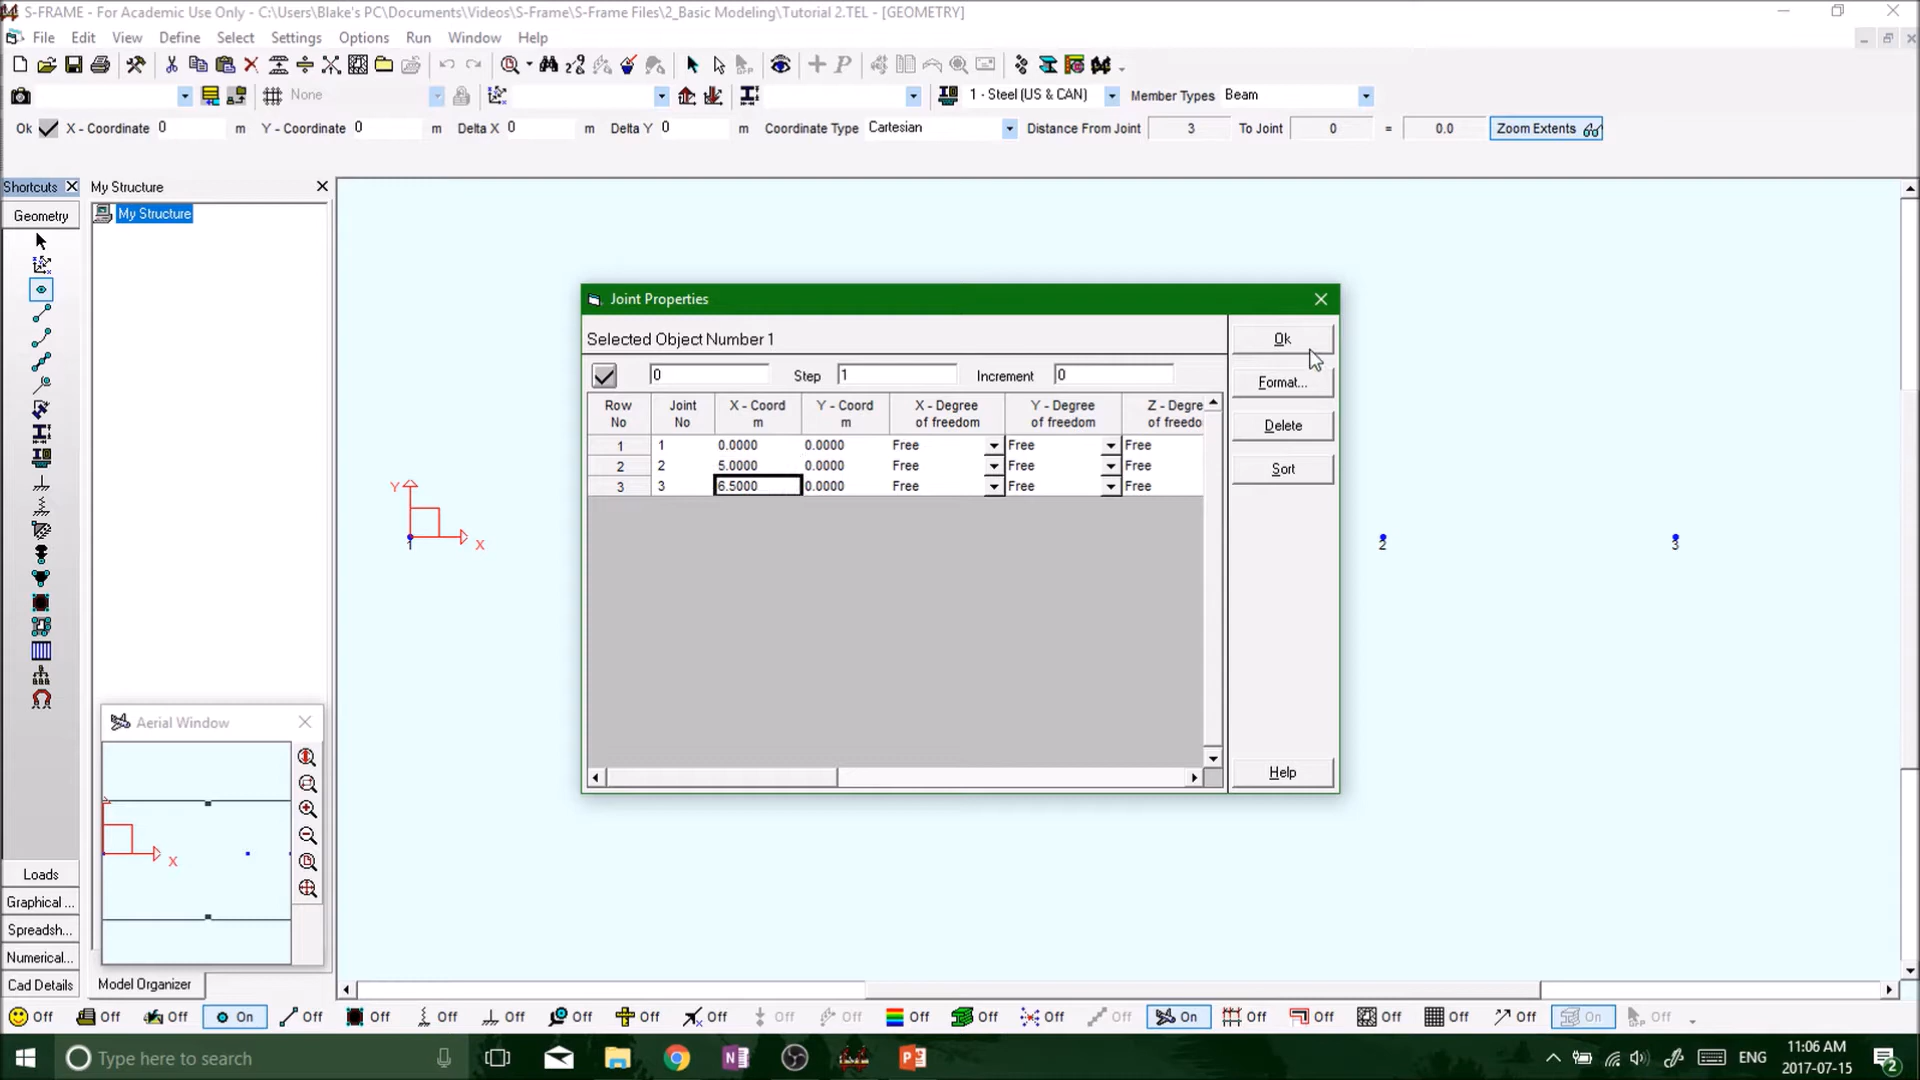 S-FRAME - For Academic Use Only - C:\Users\Blake's PC\Documents\Videos\S-Frame\S-Frame Files\2_Basic Modeling\Tutorial 2.TEL - [GEOMETRY]
File Edit View Define Select Settings Options Run Window Help
None 1 - Steel (US & CAN) Member Types Beam
Ok X - Coordinate 0 m Y - Coordinate 0 m Delta X 0 m Delta Y 0 m Coordinate Type Cartesian Distance From Joint 3 To Joint 0 = 0.0 Zoom Extents
Shortcuts My Structure
Geometry
My Structure
Joint Properties
Selected Object Number 1
Ok
0 Step 1 Increment 0
Format...
Row No Joint No X - Coord m Y - Coord m X - Degree of freedom Y - Degree of freedom Z - Degre of freedo
Delete
1 1 0.0000 0.0000 Free Free Free
2 2 5.0000 0.0000 Free Free Free
Sort
3 3 6.5000 0.0000 Free Free Free
Y
X
1
2
3
Help
Aerial Window
X
Loads
Graphical ...
Spreadsh...
Numerical...
Cad Details
Model Organizer
Off Off Off On Off Off Off Off Off Off Off Off Off Off Off Off Off On Off Off Off Off Off On Off
Type here to search
ENG
11:06 AM
2017-07-15
2